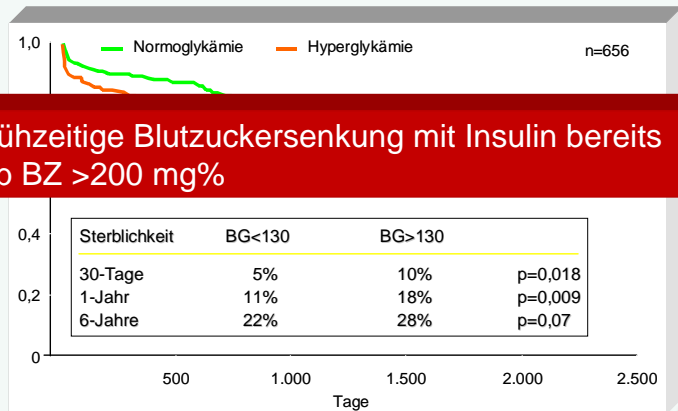 1,0 Normoglykämie Hyperglykämie n=656
ühzeitige Blutzuckersenkung mit Insulin bereits
BZ >200 mg%
0,4 Sterblichkeit BG<130 BG>130
30-Tage 5% 10% p=0,018
0,2 1-Jahr 11% 18% p=0,009
6-Jahre 22% 28% p=0,07
0
500 1.000 1.500 2.000 2.500
Tage